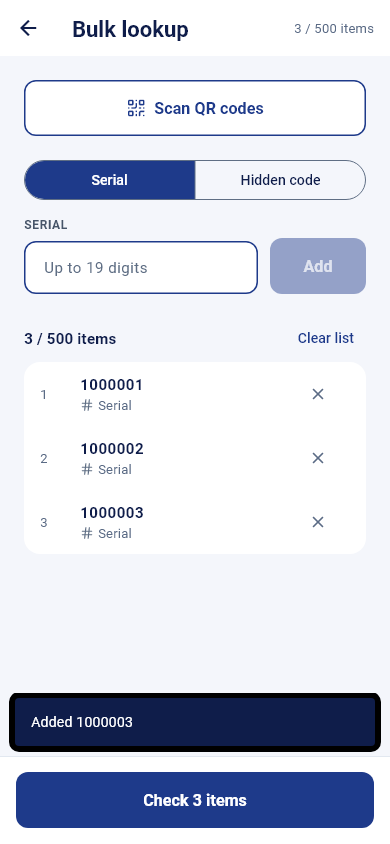 Bulk lookup
3 / 500 items
Scan QR codes
Serial
Hidden code
SERIAL
Up to 19 digits
Add
3 / 500 items
Clear list
1
1000001
Serial
2
1000002
Serial
3
1000003
Serial
Added 1000003
Check 3 items